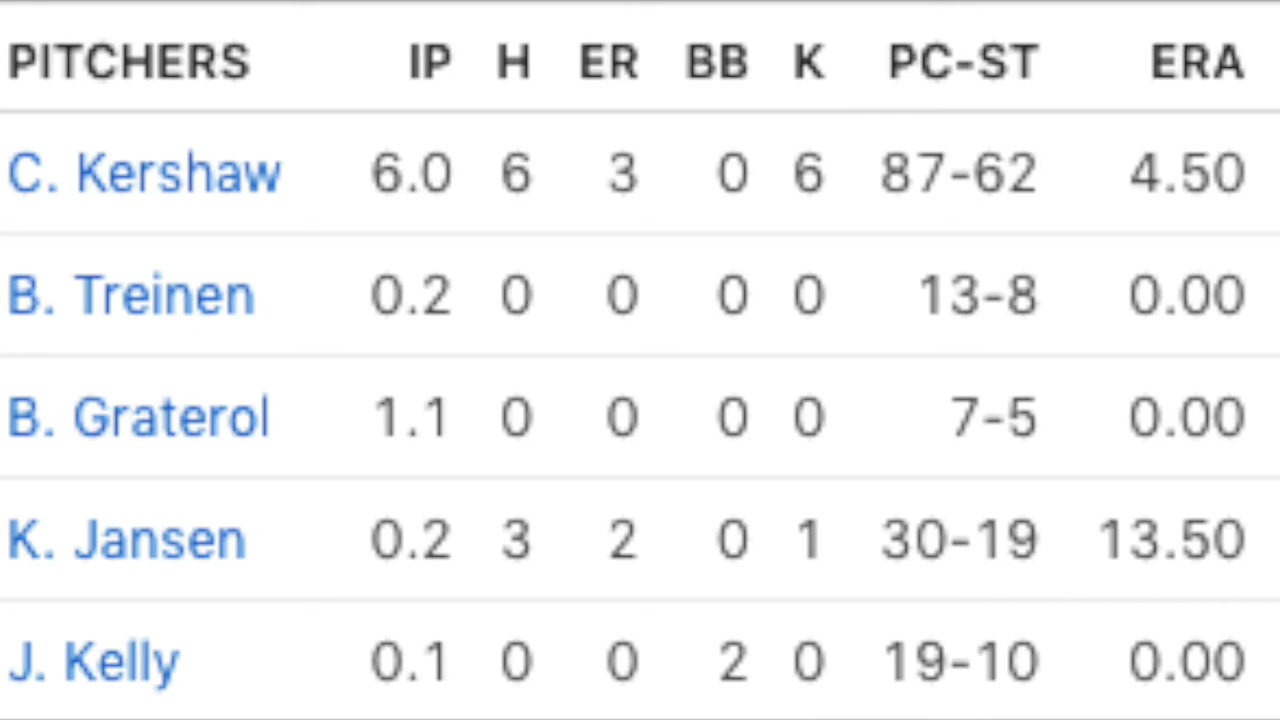 PITCHERS IP H ER BB K PC-ST ERA
C. Kershaw 6.0 6 3 0 6 87-62 4.50
B. Treinen 0.2 0 0 0 0 13-8 0.00
B. Graterol 1.1 0 0 0 0 7-5 0.00
K. Jansen 0.2 3 2 0 1 30-19 13.50
J. Kelly 0.1 0 0 2 0 19-10 0.00